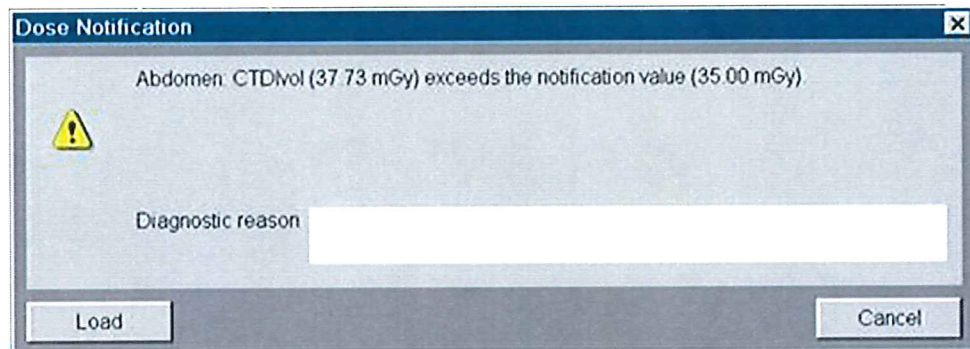 Dose Notification
Abdomen: CTDIvol (37.73 mGy) exceeds the notification value (35.00 mGy).
Diagnostic reason
Load
Cancel